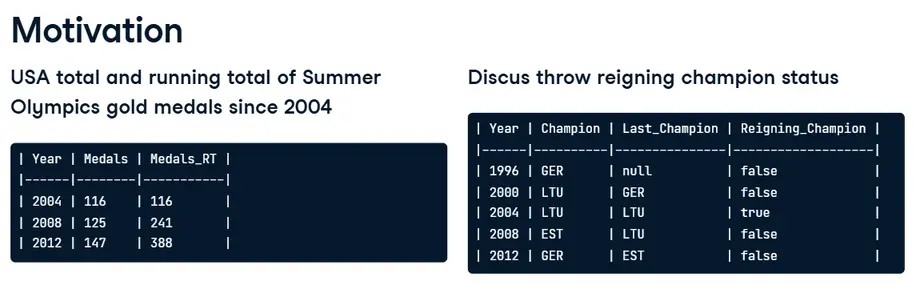 Motivation
USA total and running total of Summer
Olympics gold medals since 2004
| Year | Medals | Medals_RT |
|------|--------|-----------|
| 2004 | 116 | 116 |
| 2008 | 125 | 241 |
| 2012 | 147 | 388 |
Discus throw reigning champion status
| Year | Champion | Last_Champion | Reigning_Champion |
|------|----------|---------------|-------------------|
| 1996 | GER | null | false |
| 2000 | LTU | GER | false |
| 2004 | LTU | LTU | true |
| 2008 | EST | LTU | false |
| 2012 | GER | EST | false |